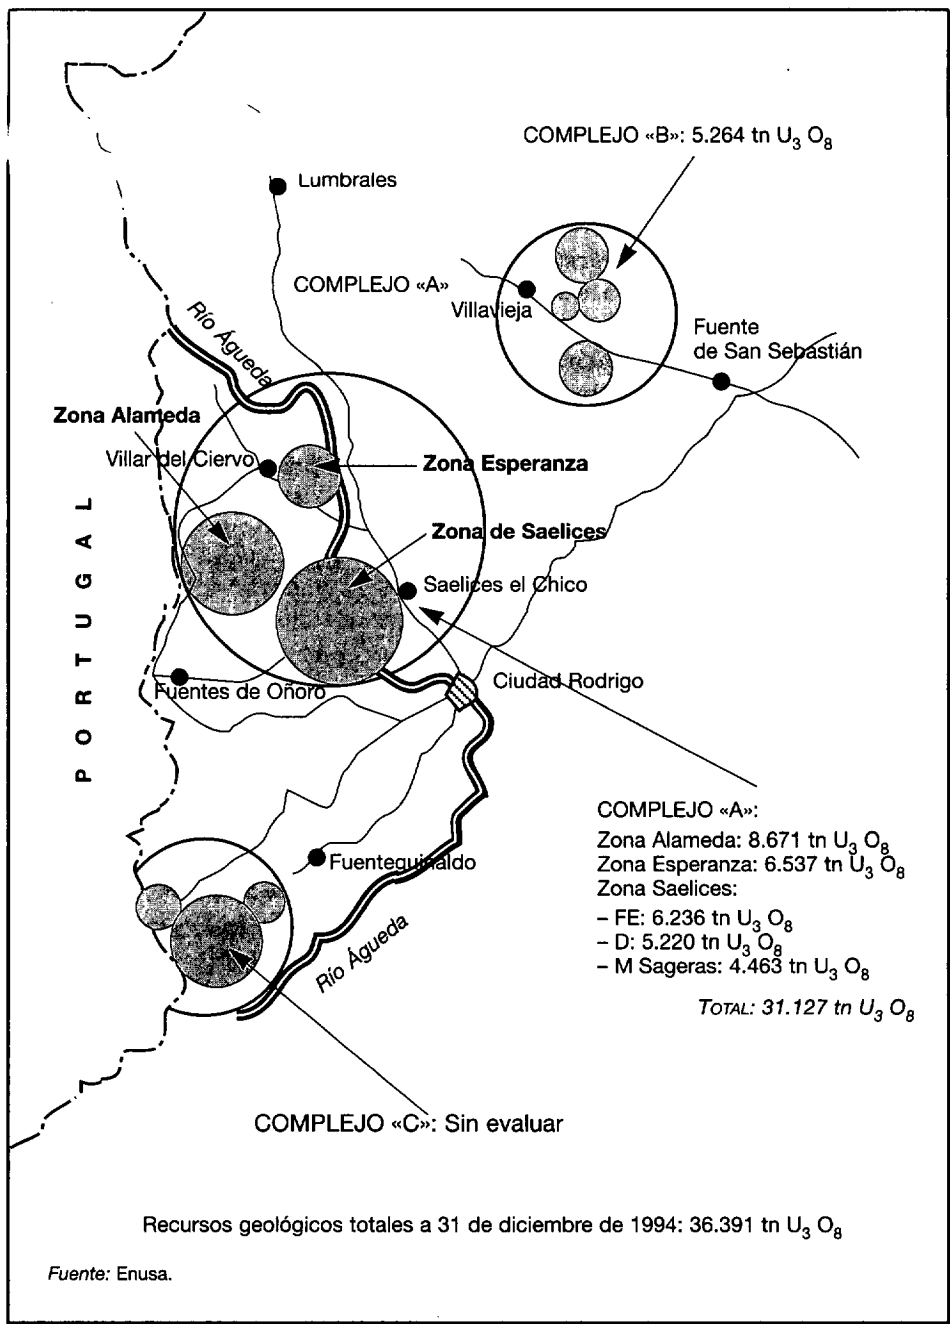 COMPLEJO «B»: 5.264 tn U₃ O₈
Lumbrales
COMPLEJO «A»
Villavieja
Río Águeda
Fuente
de San Sebastián
Zona Alameda
Villar del Ciervo
Zona Esperanza
PORTUGAL
Zona de Saelices
Saelices el Chico
Fuentes de Oñoro
Ciudad Rodrigo
COMPLEJO «A»:
Zona Alameda: 8.671 tn U₃ O₈
Zona Esperanza: 6.537 tn U₃ O₈
Zona Saelices:
– FE: 6.236 tn U₃ O₈
– D: 5.220 tn U₃ O₈
– M Sageras: 4.463 tn U₃ O₈
TOTAL: 31.127 tn U₃ O₈
Fuenteguinaldo
Río Águeda
COMPLEJO «C»: Sin evaluar
Recursos geológicos totales a 31 de diciembre de 1994: 36.391 tn U₃ O₈
Fuente: Enusa.